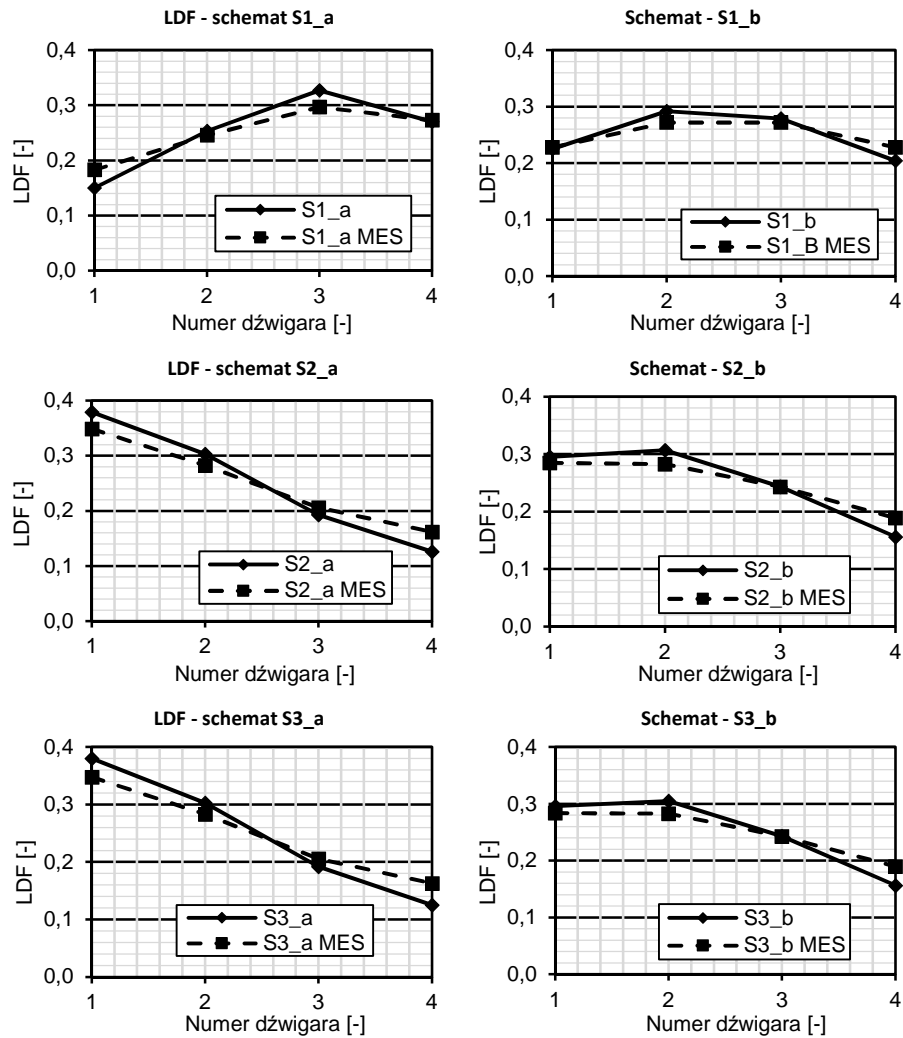 LDF - schemat S1_a
0,4
0,3
0,2
0,1
0,0
LDF [-]
S1_a
S1_a MES
1 2 3 4
Numer dźwigara [-]
Schemat - S1_b
0,4
0,3
0,2
0,1
0,0
LDF [-]
S1_b
S1_B MES
1 2 3 4
Numer dźwigara [-]
LDF - schemat S2_a
0,4
0,3
0,2
0,1
0,0
LDF [-]
S2_a
S2_a MES
1 2 3 4
Numer dźwigara [-]
Schemat - S2_b
0,4
0,3
0,2
0,1
0,0
LDF [-]
S2_b
S2_b MES
1 2 3 4
Numer dźwigara [-]
LDF - schemat S3_a
0,4
0,3
0,2
0,1
0,0
LDF [-]
S3_a
S3_a MES
1 2 3 4
Numer dźwigara [-]
Schemat - S3_b
0,4
0,3
0,2
0,1
0,0
LDF [-]
S3_b
S3_b MES
1 2 3 4
Numer dźwigara [-]